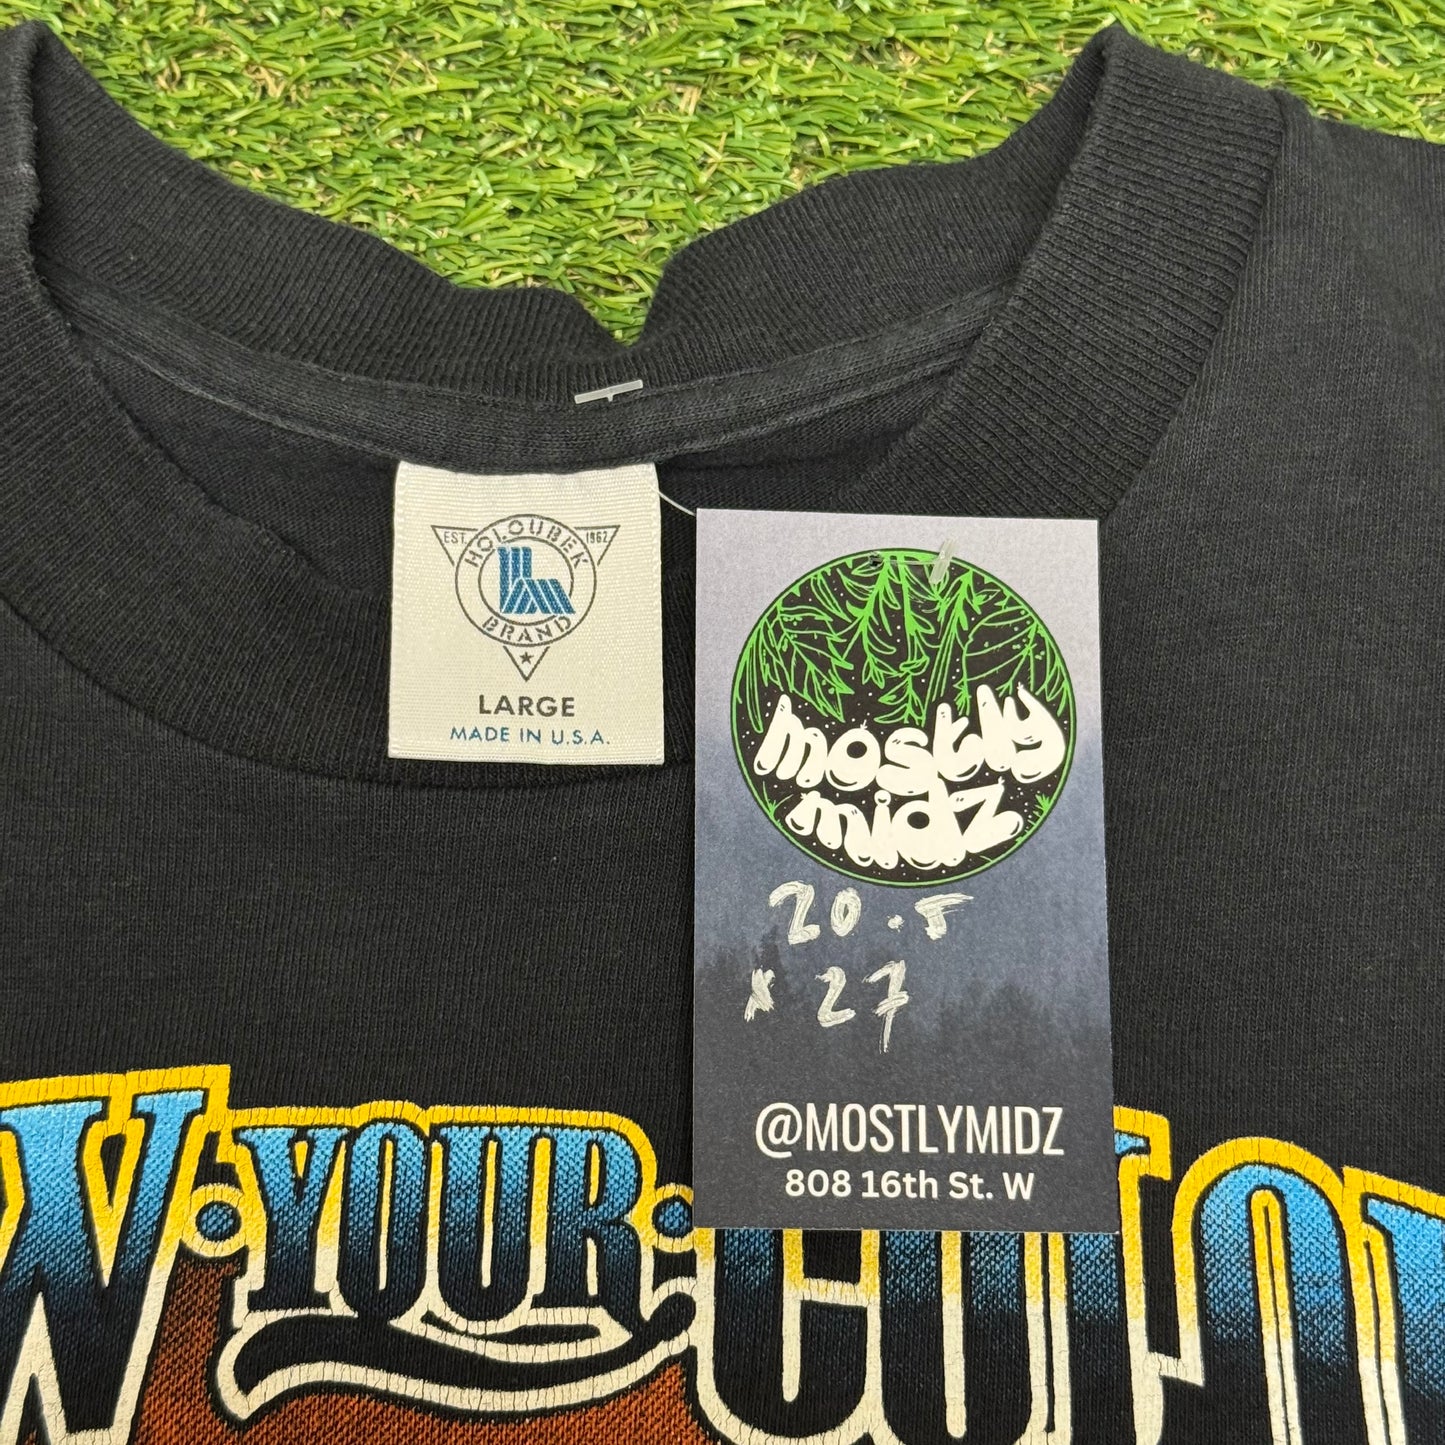 EST. 1962
HOLOUBEK
BRAND
LARGE
MADE IN U.S.A.
mostly
midz
20.5
x 27
@MOSTLYMIDZ
808 16th St. W
W • YOUR •